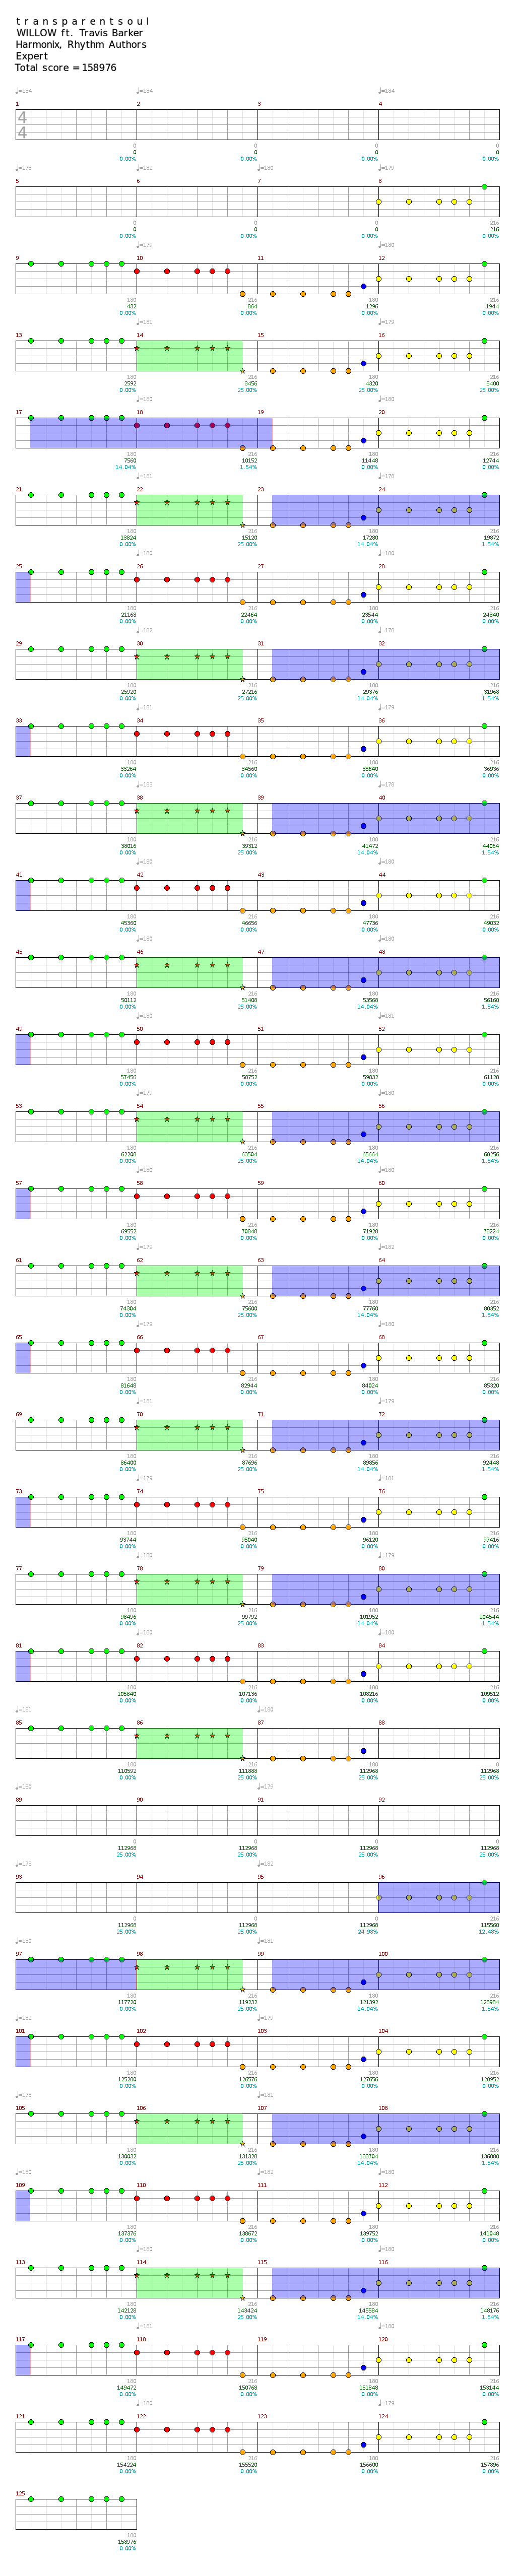 t r a n s p a r e n t s o u l
WILLOW ft. Travis Barker
Harmonix, Rhythm Authors
Expert
Total score = 158976
♩=184 ♩=184 ♩=184
1 2 3 4
4
4
0 0 0 0
0 0 0 0
0.00% 0.00% 0.00% 0.00%
♩=176 ♩=181 ♩=180 ♩=179
5 6 7 8
0 0 0 216
0 0 0 216
0.00% 0.00% 0.00% 0.00%
♩=179 ♩=180
9 10 11 12
180 216 180 216
432 864 1296 1944
0.00% 0.00% 0.00% 0.00%
♩=181 ♩=179
13 14 15 16
180 216 180 216
2592 3456 4320 5400
0.00% 25.00% 25.00% 25.00%
♩=180 ♩=180
17 18 19 20
180 216 180 216
7560 10152 11448 12744
14.04% 1.54% 0.00% 0.00%
♩=181 ♩=180
21 22 23 24
180 216 180 216
13824 15120 17280 19872
0.00% 25.00% 14.04% 1.54%
♩=180 ♩=180
25 26 27 28
180 216 180 216
21168 22464 23544 24840
0.00% 0.00% 0.00% 0.00%
♩=182 ♩=178
29 30 31 32
180 216 180 216
25920 27216 29376 31968
0.00% 25.00% 14.04% 1.54%
♩=181 ♩=179
33 34 35 36
180 216 180 216
33264 34560 35640 36936
0.00% 0.00% 0.00% 0.00%
♩=183 ♩=178
37 38 39 40
180 216 180 216
38016 39312 41472 44064
0.00% 25.00% 14.04% 1.54%
♩=180 ♩=180
41 42 43 44
180 216 180 216
45360 46656 47736 49032
0.00% 0.00% 0.00% 0.00%
♩=180 ♩=180
45 46 47 48
180 216 180 216
50112 51408 53568 56160
0.00% 25.00% 14.04% 1.54%
♩=180 ♩=181
49 50 51 52
180 216 180 216
57456 58752 59832 61128
0.00% 0.00% 0.00% 0.00%
♩=179 ♩=180
53 54 55 56
180 216 180 216
62208 63504 65664 68256
0.00% 25.00% 14.04% 1.54%
♩=180 ♩=180
57 58 59 60
180 216 180 216
69552 70848 71928 73224
0.00% 0.00% 0.00% 0.00%
♩=179 ♩=182
61 62 63 64
180 216 180 216
74304 75600 77760 80352
0.00% 25.00% 14.04% 1.54%
♩=179 ♩=180
65 66 67 68
180 216 180 216
81648 82944 84024 85320
0.00% 0.00% 0.00% 0.00%
♩=181 ♩=179
69 70 71 72
180 216 180 216
86400 87696 89856 92448
0.00% 25.00% 14.04% 1.54%
♩=179 ♩=181
73 74 75 76
180 216 180 216
93744 95040 96120 97416
0.00% 0.00% 0.00% 0.00%
♩=180 ♩=180
77 78 79 80
180 216 180 216
98496 99792 101952 104544
0.00% 25.00% 14.04% 1.54%
♩=180 ♩=180
81 82 83 84
180 216 180 216
105840 107136 108216 109512
0.00% 0.00% 0.00% 0.00%
♩=181 ♩=180
85 86 87 88
180 216 180 0
110592 111888 112968 112968
0.00% 25.00% 25.00% 25.00%
♩=180 ♩=179
89 90 91 92
0 0 0 0
112968 112968 112968 112968
25.00% 25.00% 25.00% 25.00%
♩=178 ♩=182
93 94 95 96
0 0 0 216
112968 112968 112968 115560
25.00% 25.00% 24.98% 12.48%
♩=180 ♩=181
97 98 99 100
180 216 180 216
117720 119232 121392 123984
0.00% 25.00% 14.04% 1.54%
♩=181 ♩=179
101 102 103 104
180 216 180 216
125280 126576 127656 128952
0.00% 0.00% 0.00% 0.00%
♩=178 ♩=181
105 106 107 108
180 216 180 216
130032 131328 133704 136080
0.00% 25.00% 14.04% 1.54%
♩=180 ♩=182 ♩=180
109 110 111 112
180 216 180 216
137376 138672 139752 141048
0.00% 0.00% 0.00% 0.00%
♩=180 ♩=180
113 114 115 116
180 216 180 216
142128 143424 145584 148176
0.00% 25.00% 14.04% 1.54%
♩=181 ♩=180
117 118 119 120
180 216 180 216
149472 150768 151848 153144
0.00% 0.00% 0.00% 0.00%
♩=180 ♩=179
121 122 123 124
180 216 180 216
154224 155520 156600 157896
0.00% 0.00% 0.00% 0.00%
125
180
158976
0.00%